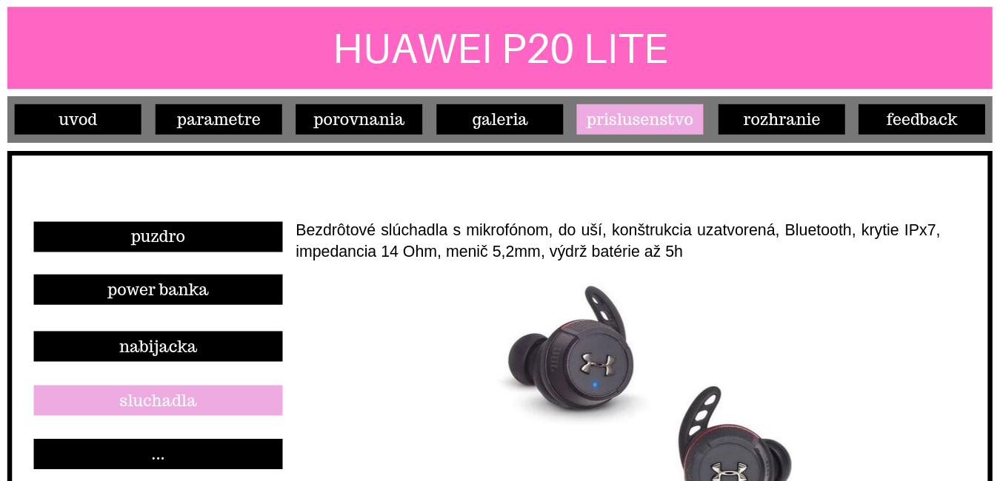 HUAWEI P20 LITE
uvod
parametre
porovnania
galeria
prislusenstvo
rozhranie
feedback
puzdro
power banka
nabijacka
sluchadla
...
Bezdrôtové slúchadla s mikrofónom, do uší, konštrukcia uzatvorená, Bluetooth, krytie IPx7,
impedancia 14 Ohm, menič 5,2mm, výdrž batérie až 5h
JBL